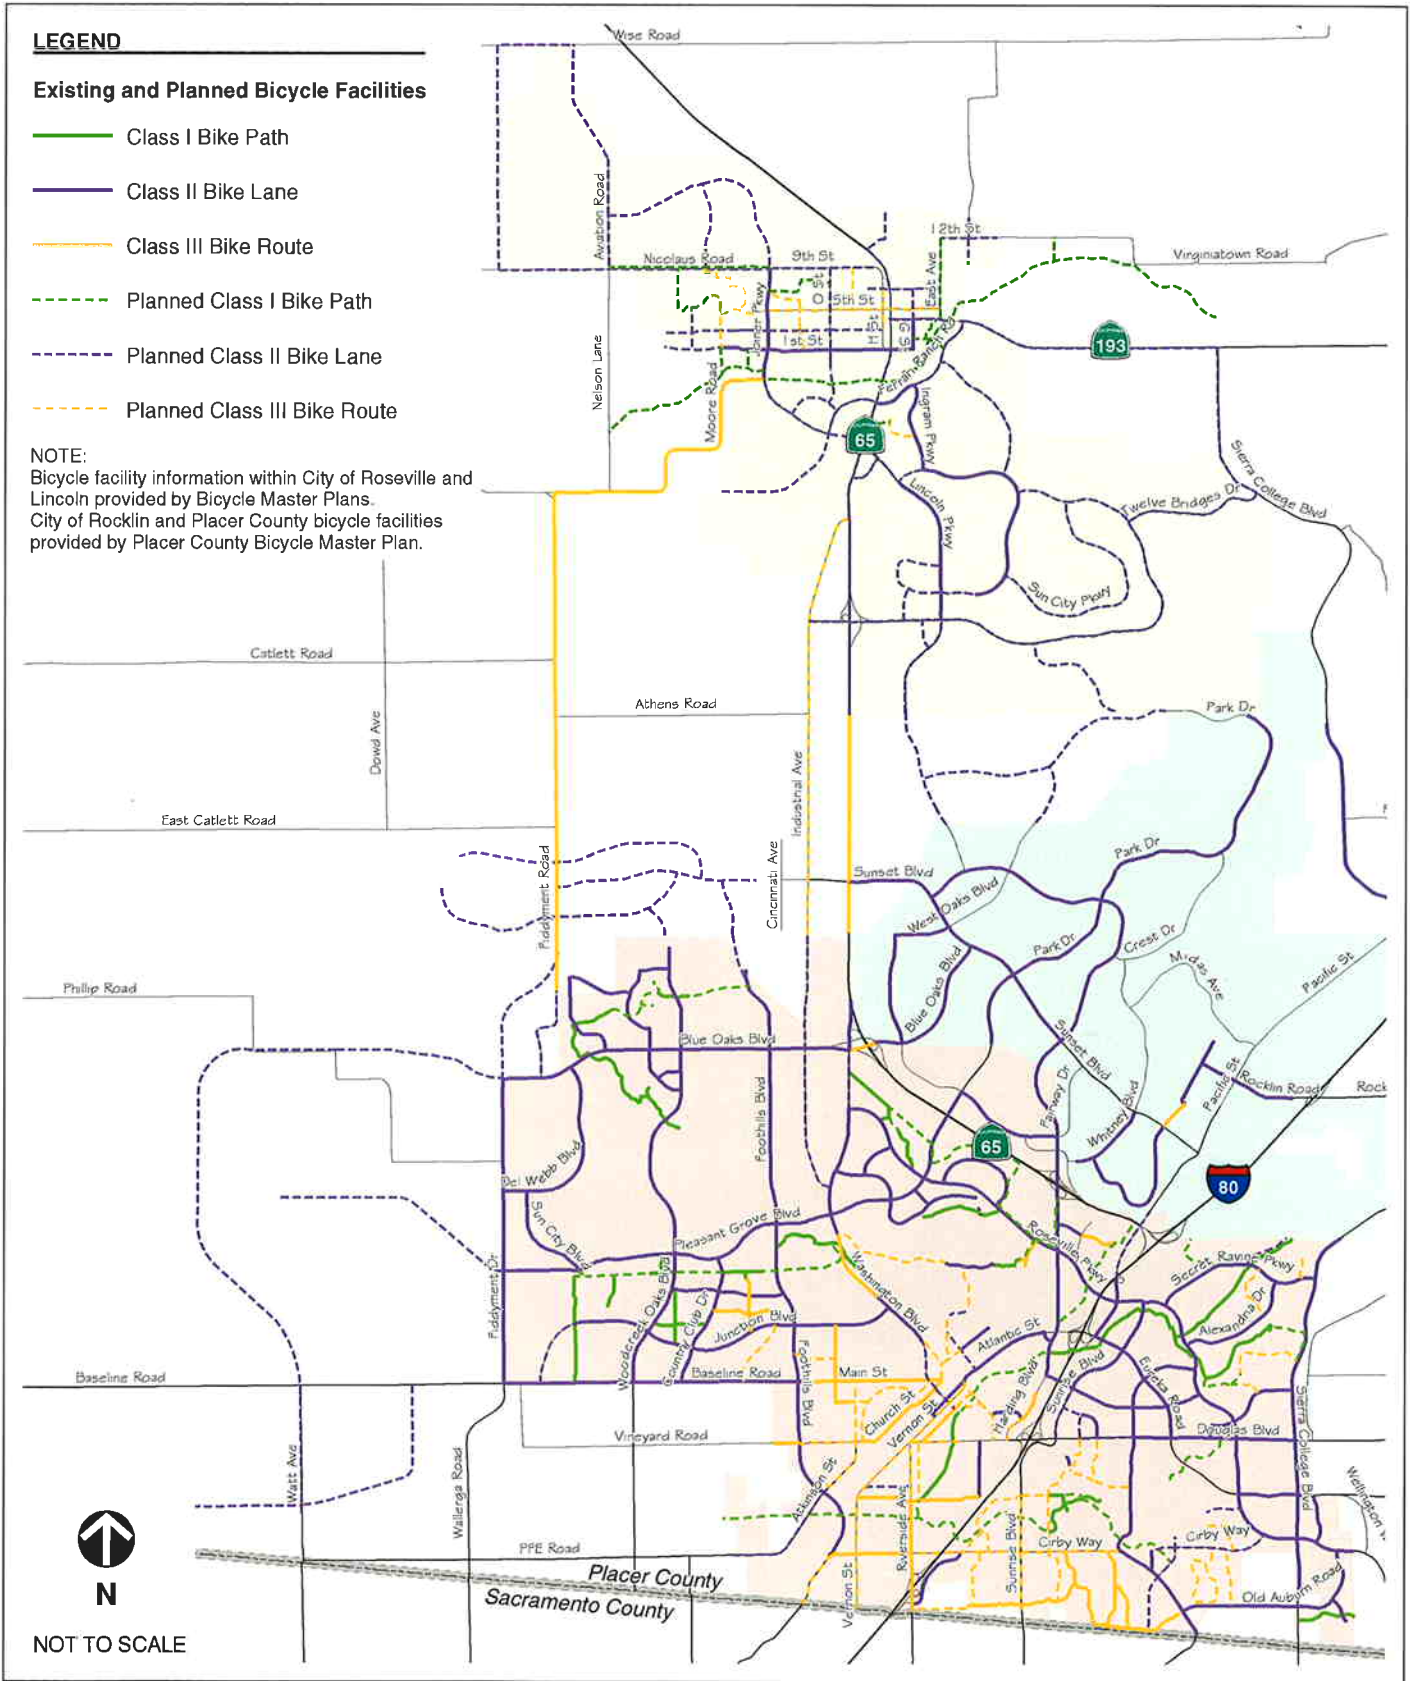 LEGEND
Existing and Planned Bicycle Facilities
Class I Bike Path
Class II Bike Lane
Class III Bike Route
Planned Class I Bike Path
Planned Class II Bike Lane
Planned Class III Bike Route
NOTE:
Bicycle facility information within City of Roseville and
Lincoln provided by Bicycle Master Plans.
City of Rocklin and Placer County bicycle facilities
provided by Placer County Bicycle Master Plan.
Wise Road
Aviation Road
12th St
Nicolaus Road
9th St
Virginiatown Road
East Ave
O St
5th St
Joiner Pkwy
H St
G St
1st St
193
Ferrari Ranch Rd
Nelson Lane
Moore Road
Ingram Pkwy
65
Sierra College Blvd
Lincoln Pkwy
Twelve Bridges Dr
Sun City Pkwy
Catlett Road
Athens Road
Park Dr
Dowd Ave
Industrial Ave
East Catlett Road
Fiddyment Road
Cincinnati Ave
Park Dr
Sunset Blvd
West Oaks Blvd
Park Dr
Crest Dr
Midas Ave
Pacific St
Blue Oaks Blvd
Phillip Road
Blue Oaks Blvd
Sunset Blvd
Foothills Blvd
Fairway Dr
Whitney Blvd
Pacific St
Rocklin Road
Rock
65
80
Del Webb Blvd
Sun City Blvd
Pleasant Grove Blvd
Roseville Pkwy
Secret Ravine Pkwy
Fiddyment Dr
Woodcreek Oaks Blvd
Country Club Dr
Junction Blvd
Washington Blvd
Atlantic St
Alexandra Dr
Baseline Road
Baseline Road
Foothills Blvd
Main St
Church St
Vernon St
Harding Blvd
Sunrise Blvd
Eureka Road
Douglas Blvd
Sierra College Blvd
Vineyard Road
Watt Ave
Wallerga Road
Atkinson St
Wellington
Riverside Ave
Sunrise Blvd
Cirby Way
Cirby Way
PFE Road
Vernon St
Old Auburn Road
Placer County
Sacramento County
N
NOT TO SCALE